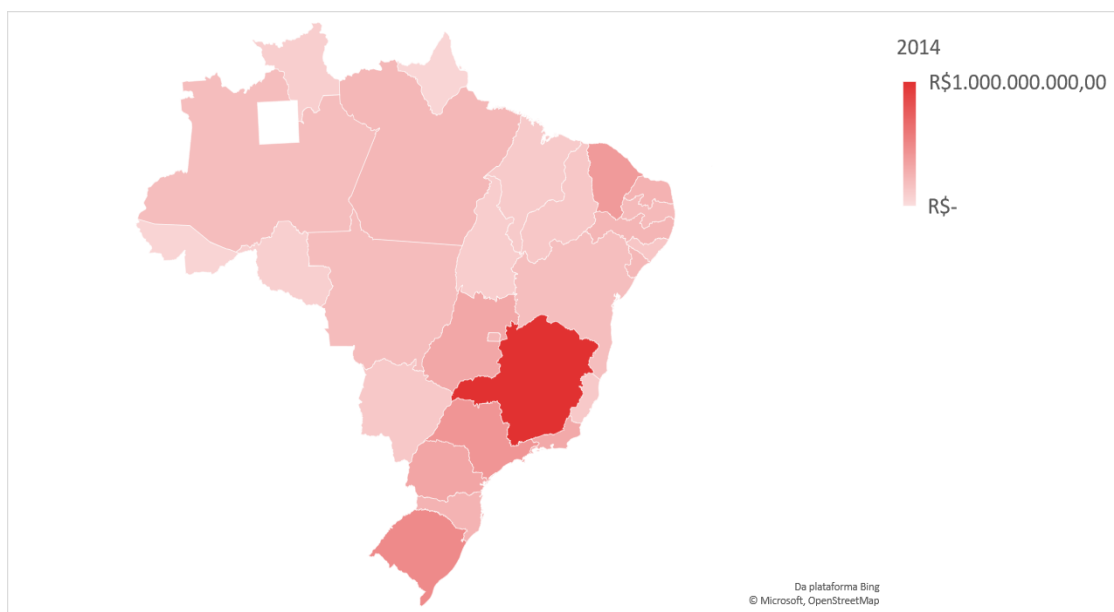 2014
R$1.000.000.000,00
R$-
Da plataforma Bing
© Microsoft, OpenStreetMap